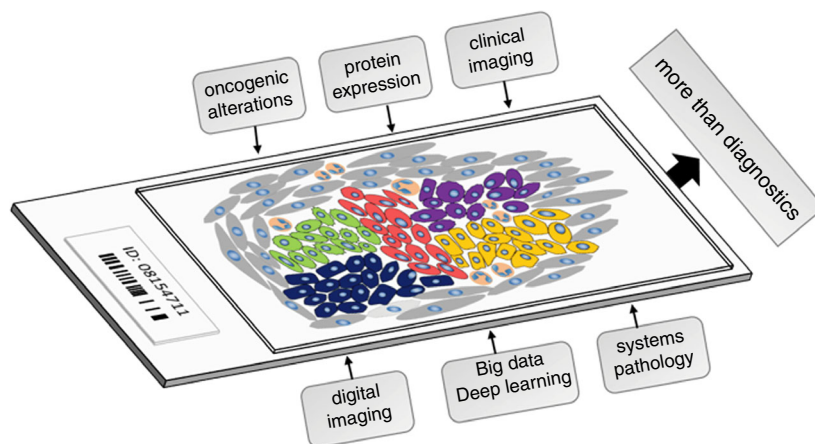 oncogenic
alterations
protein
expression
clinical
imaging
more than diagnostics
ID: 08154711
digital
imaging
Big data
Deep learning
systems
pathology